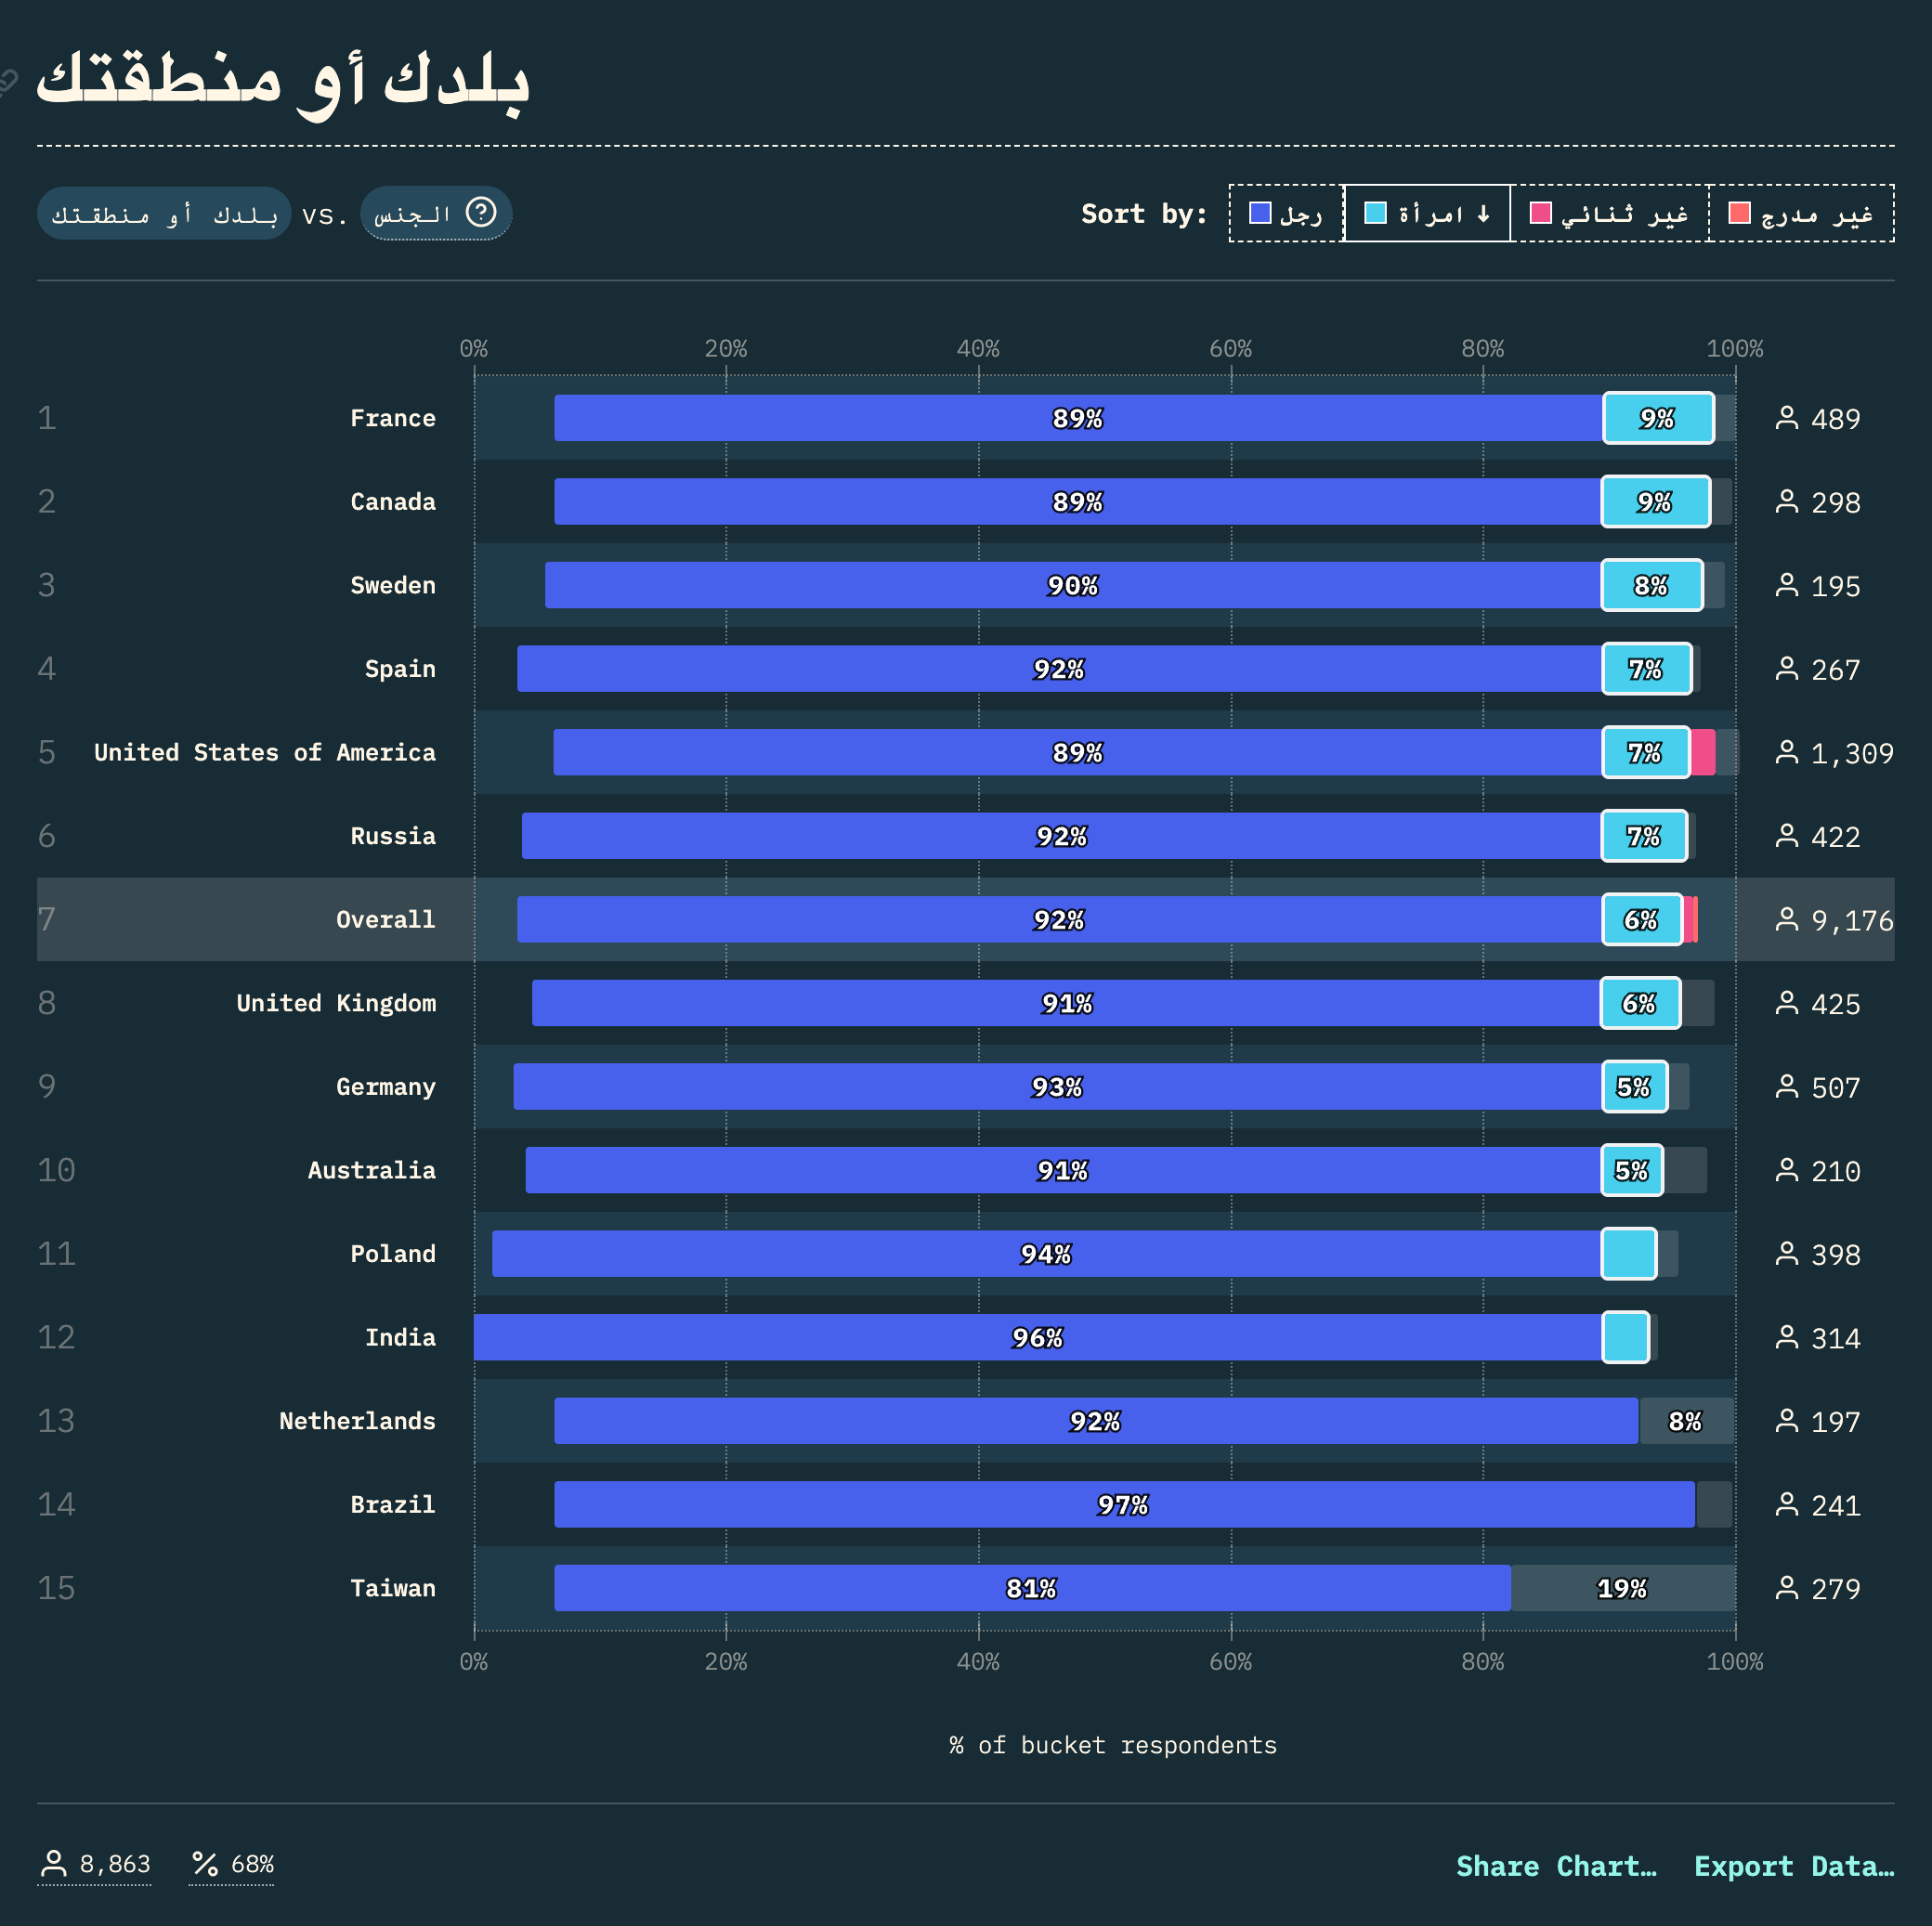 بلدك أو منطقتك
بلدك أو منطقتك vs. الجنس ?
Sort by: رجل امرأة ↓ غير ثنائي غير مدرج
0% 20% 40% 60% 80% 100%
1 France 89% 9% 489
2 Canada 89% 9% 298
3 Sweden 90% 8% 195
4 Spain 92% 7% 267
5 United States of America 89% 7% 1,309
6 Russia 92% 7% 422
7 Overall 92% 6% 9,176
8 United Kingdom 91% 6% 425
9 Germany 93% 5% 507
10 Australia 91% 5% 210
11 Poland 94% 398
12 India 96% 314
13 Netherlands 92% 8% 197
14 Brazil 97% 241
15 Taiwan 81% 19% 279
0% 20% 40% 60% 80% 100%
% of bucket respondents
8,863 % 68% Share Chart… Export Data…